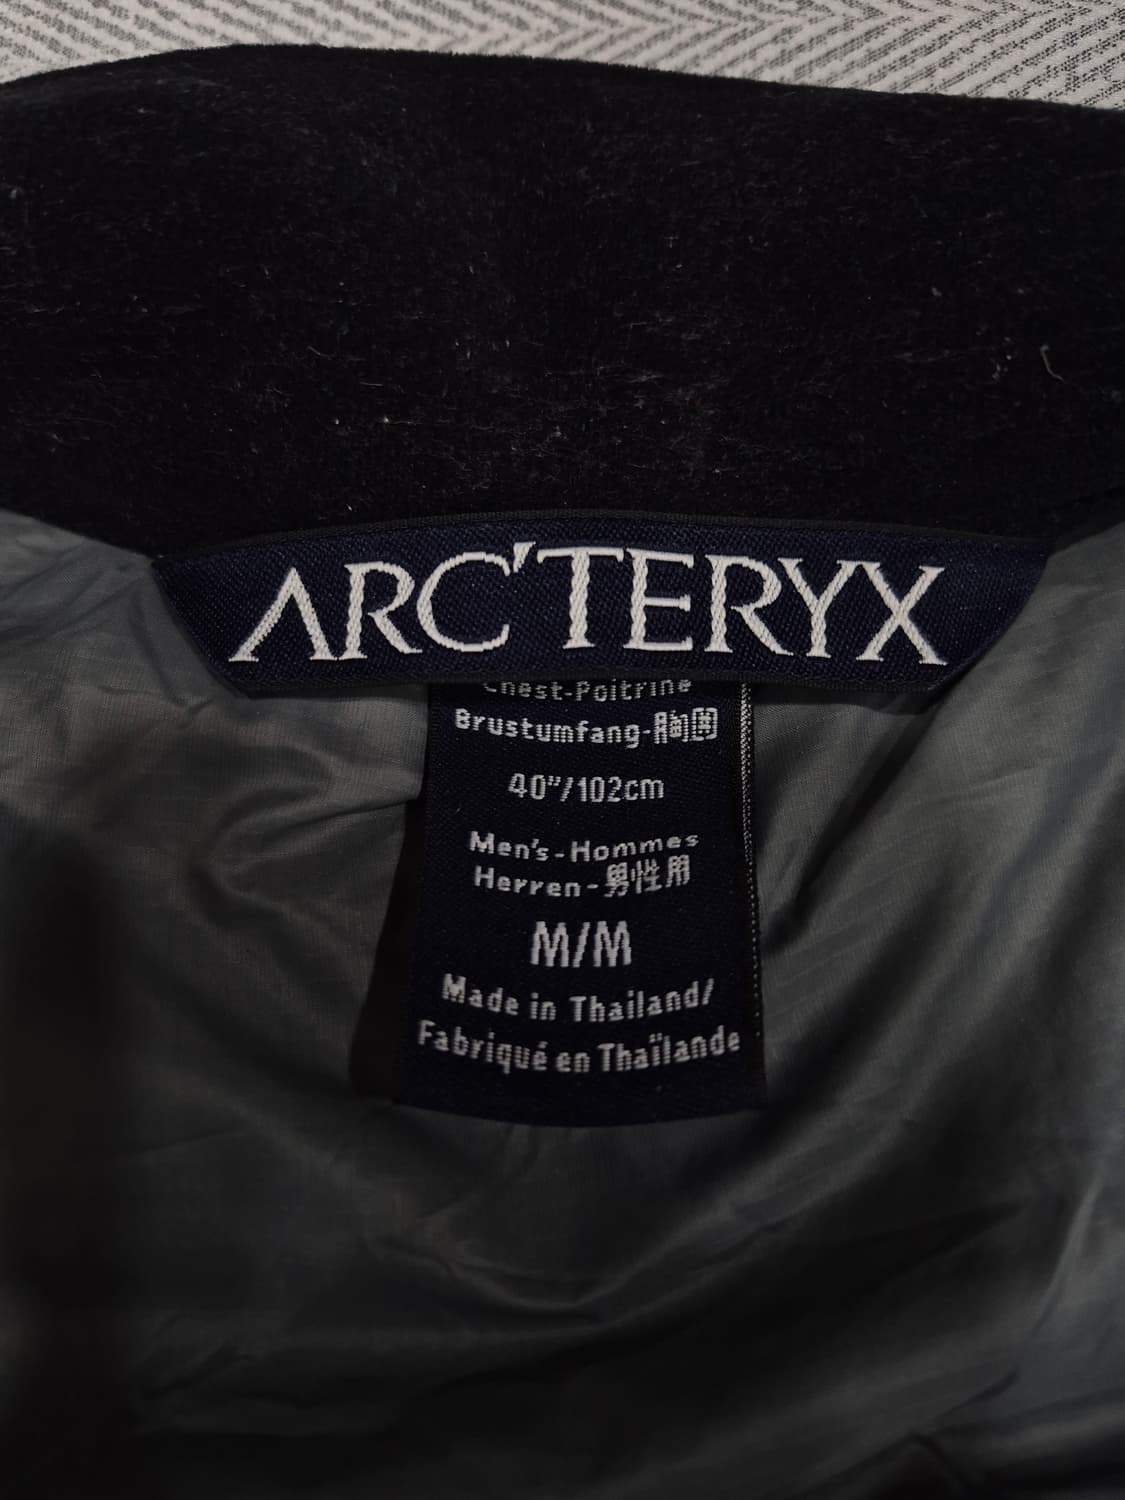 ARC'TERYX
Chest-Poitrine
Brustumfang-胸囲
40"/102cm
Men's-Hommes
Herren-男性用
M/M
Made in Thailand/
Fabriqué en Thaïlande